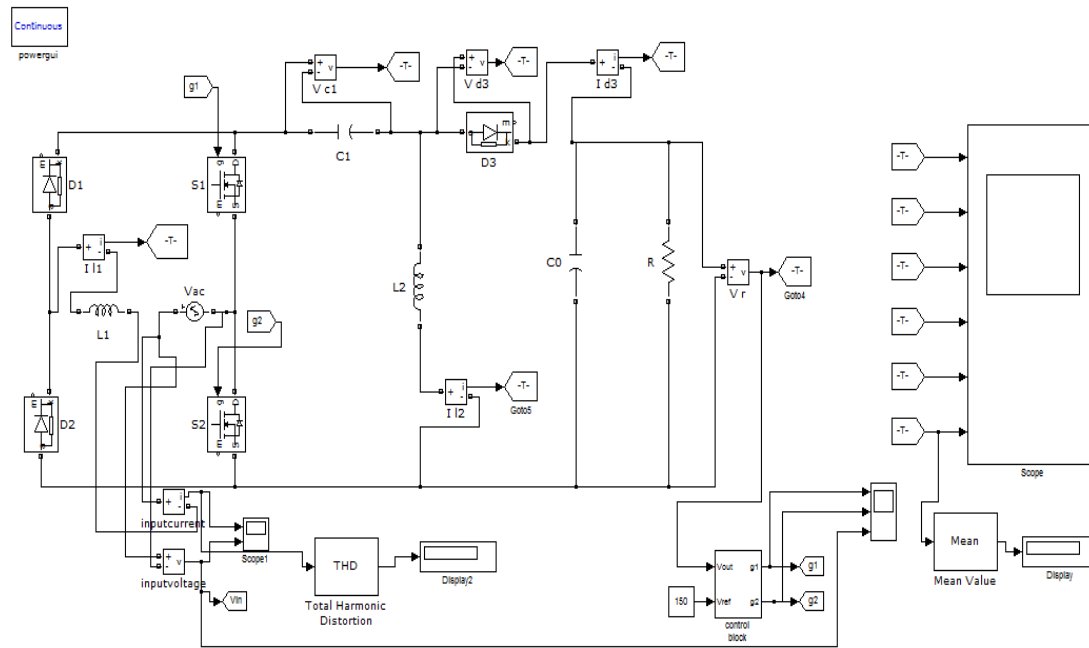 Continuous
powergui
g1
+
-
v
V c1
-T-
+
-
v
V d3
-T-
+
-
i
I d3
-T-
C1
m
D3
D1
S1
g
D
m
S
+
-
i
I l1
-T-
L1
Vac
g2
L2
C0
R
+
-
v
V r
-T-
Goto4
D2
S2
g
D
m
S
+
-
i
I l2
-T-
Goto5
-T-
-T-
-T-
-T-
-T-
-T-
Scope
+
-
i
inputcurrent
Scope1
+
-
v
inputvoltage
Vin
THD
Total Harmonic
Distortion
Display2
150
Vout
Vref
g1
g2
control
block
g1
g2
Mean
Mean Value
Display